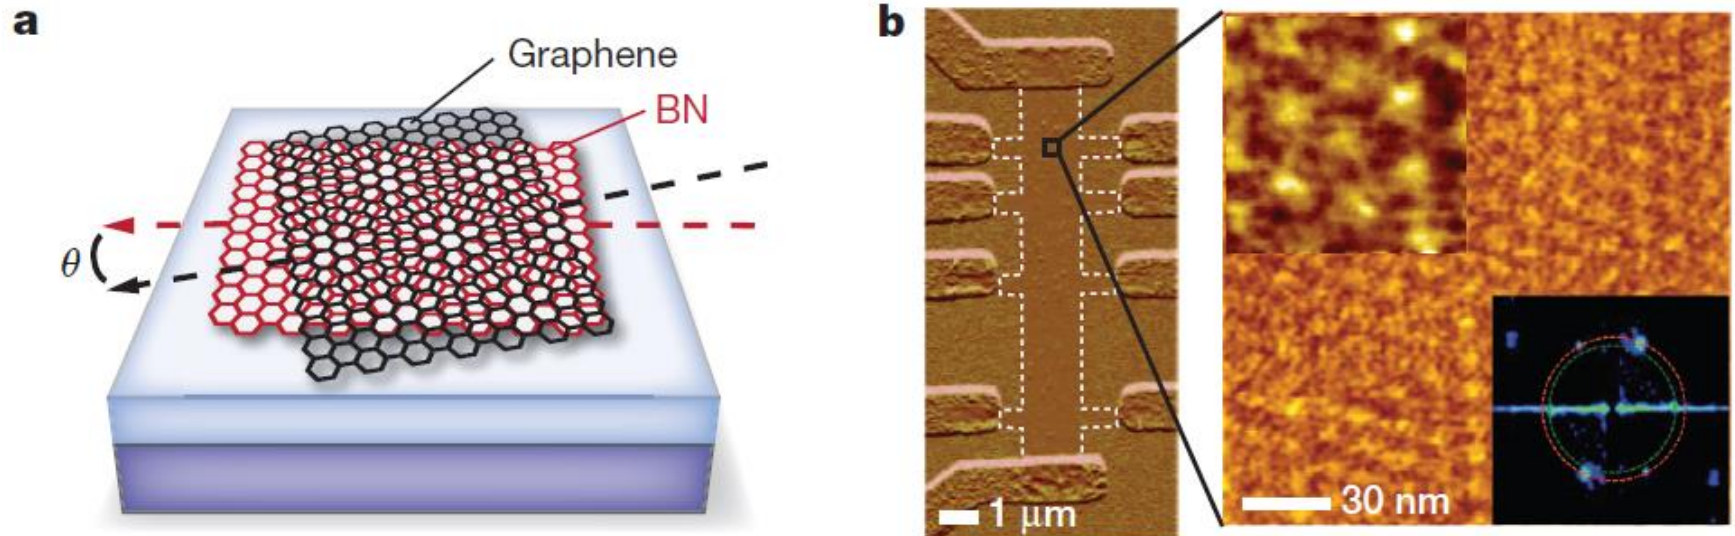 a
Graphene
BN
θ
b
1 μm
30 nm